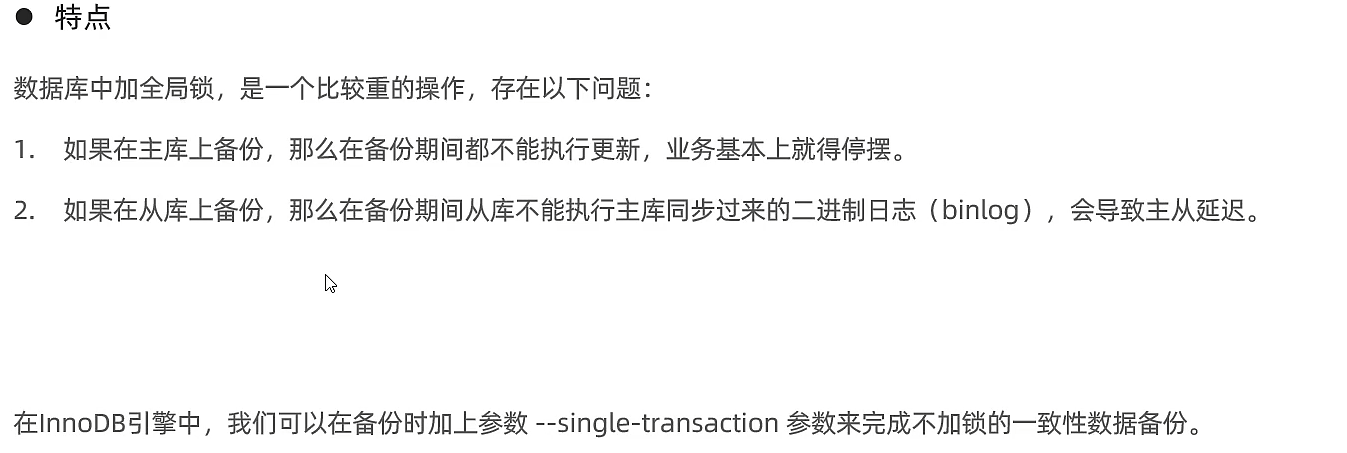 ● 特点
数据库中加全局锁，是一个比较重的操作，存在以下问题：
1. 如果在主库上备份，那么在备份期间都不能执行更新，业务基本上就得停摆。
2. 如果在从库上备份，那么在备份期间从库不能执行主库同步过来的二进制日志（binlog），会导致主从延迟。
在InnoDB引擎中，我们可以在备份时加上参数 --single-transaction 参数来完成不加锁的一致性数据备份。